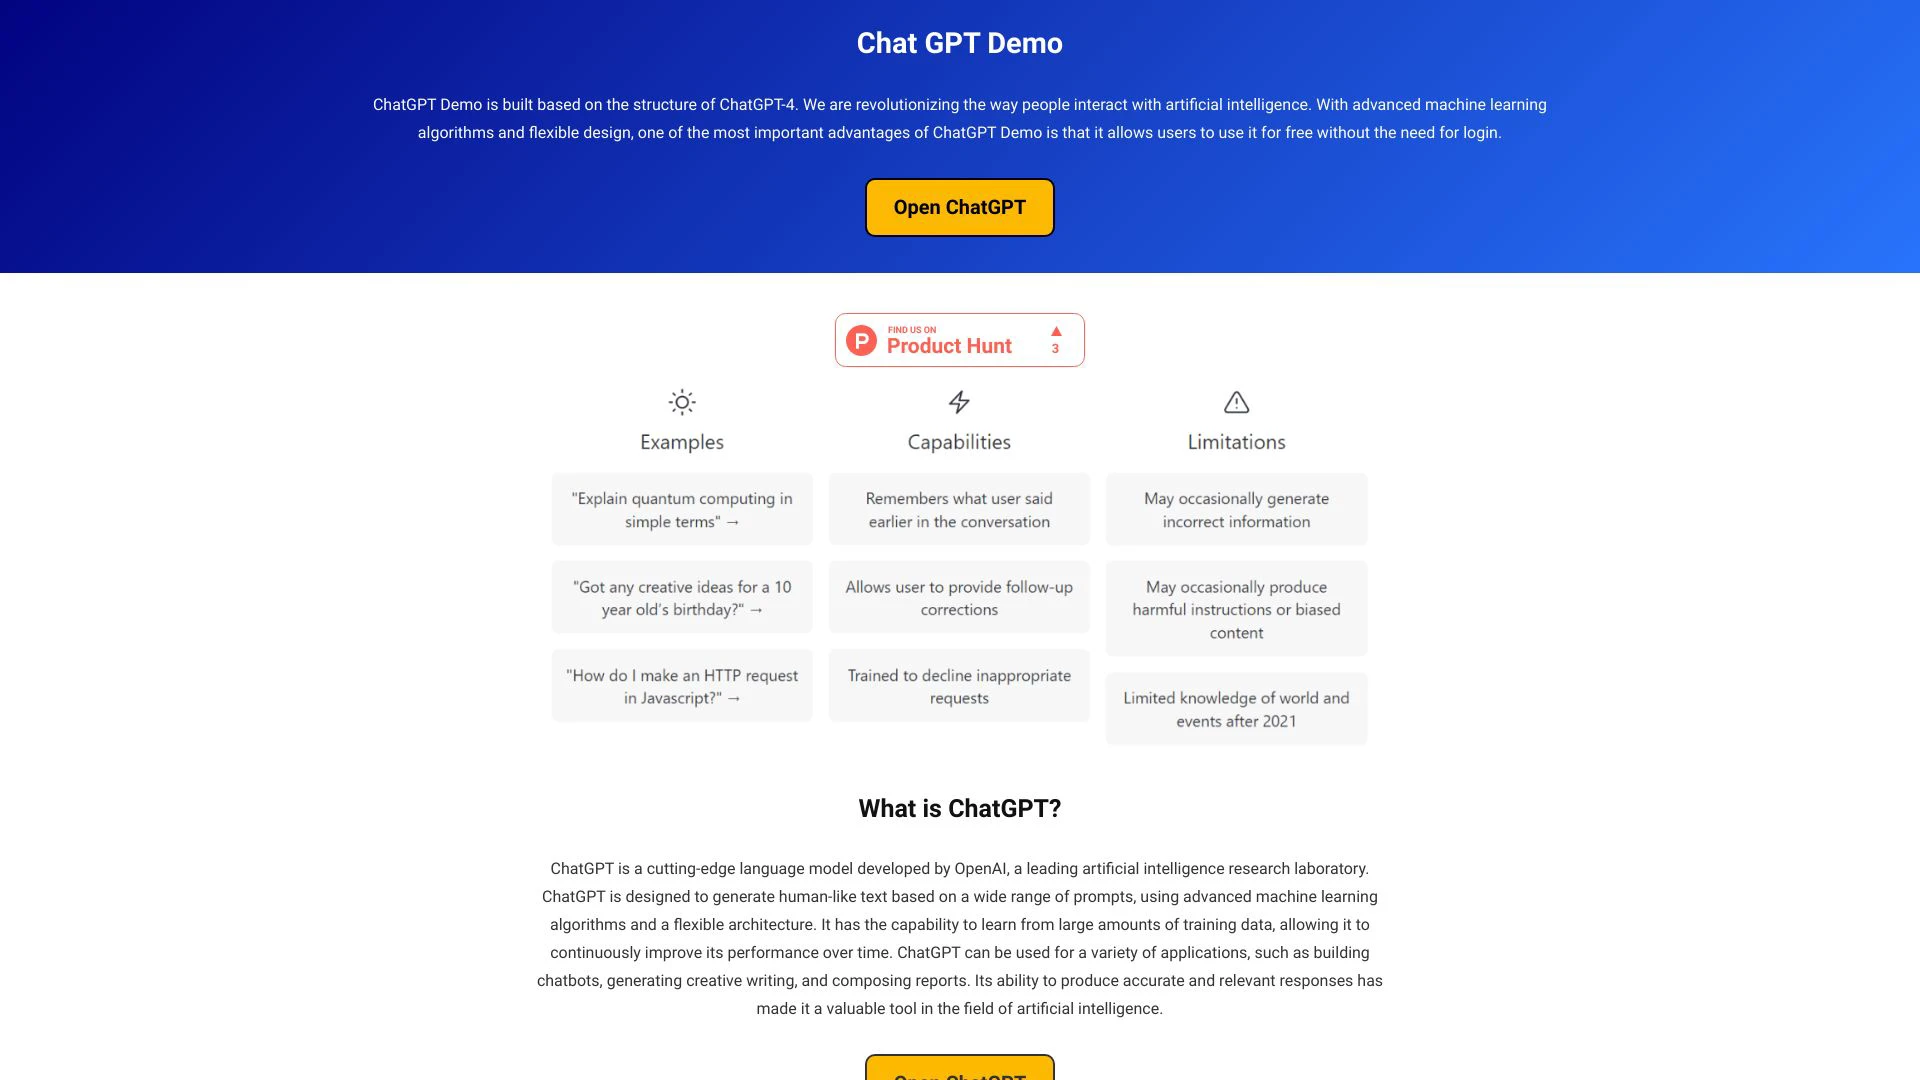 Chat GPT Demo
ChatGPT Demo is built based on the structure of ChatGPT-4. We are revolutionizing the way people interact with artificial intelligence. With advanced machine learning
algorithms and flexible design, one of the most important advantages of ChatGPT Demo is that it allows users to use it for free without the need for login.
Open ChatGPT
P
FIND US ON
Product Hunt
▲
3
Examples
"Explain quantum computing in
simple terms" →
"Got any creative ideas for a 10
year old's birthday?" →
"How do I make an HTTP request
in Javascript?" →
Capabilities
Remembers what user said
earlier in the conversation
Allows user to provide follow-up
corrections
Trained to decline inappropriate
requests
Limitations
May occasionally generate
incorrect information
May occasionally produce
harmful instructions or biased
content
Limited knowledge of world and
events after 2021
What is ChatGPT?
ChatGPT is a cutting-edge language model developed by OpenAI, a leading artificial intelligence research laboratory.
ChatGPT is designed to generate human-like text based on a wide range of prompts, using advanced machine learning
algorithms and a flexible architecture. It has the capability to learn from large amounts of training data, allowing it to
continuously improve its performance over time. ChatGPT can be used for a variety of applications, such as building
chatbots, generating creative writing, and composing reports. Its ability to produce accurate and relevant responses has
made it a valuable tool in the field of artificial intelligence.
Open ChatGPT